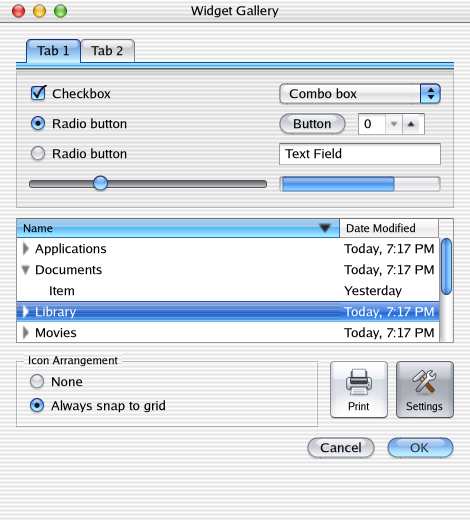 Widget Gallery
Tab 1 Tab 2
Checkbox Combo box
Radio button Button 0
Radio button Text Field
Name Date Modified
Applications Today, 7:17 PM
Documents Today, 7:17 PM
Item Yesterday
Library Today, 7:17 PM
Movies Today, 7:17 PM
Icon Arrangement
None
Always snap to grid
Print Settings
Cancel OK